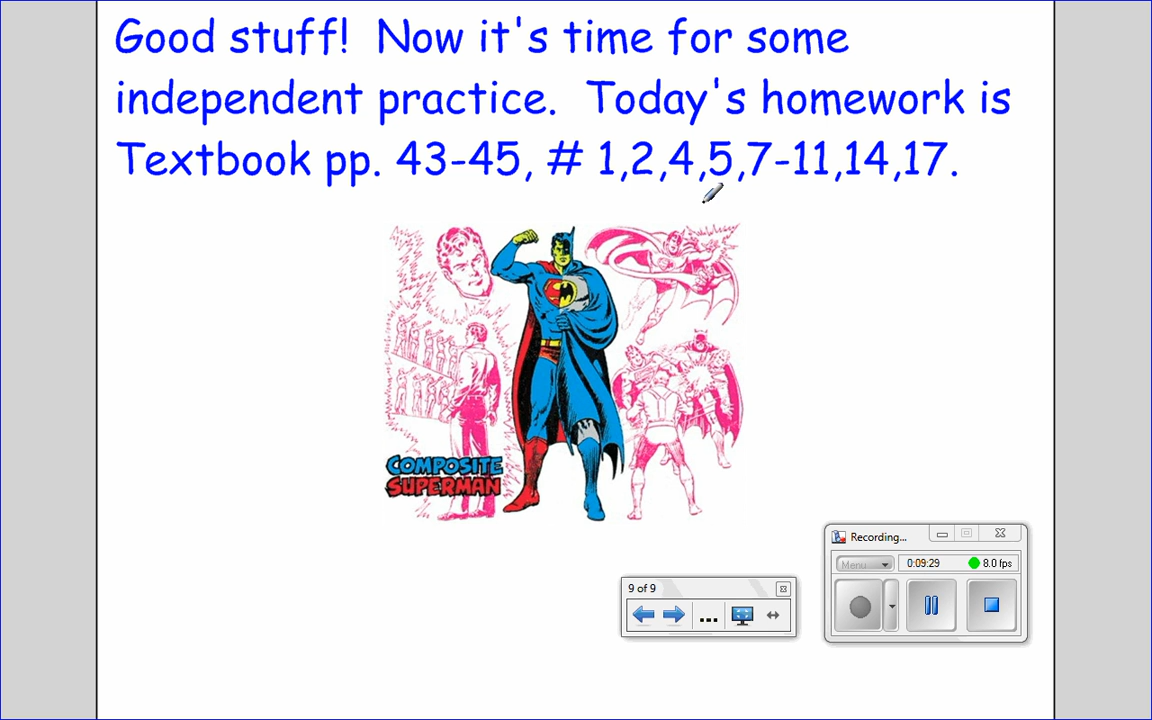 Good stuff!  Now it's time for some
independent practice.  Today's homework is
Textbook pp. 43-45, # 1,2,4,5,7-11,14,17.
COMPOSITE
SUPERMAN
Recording...
Menu
0:09:29
8.0 fps
9 of 9
...